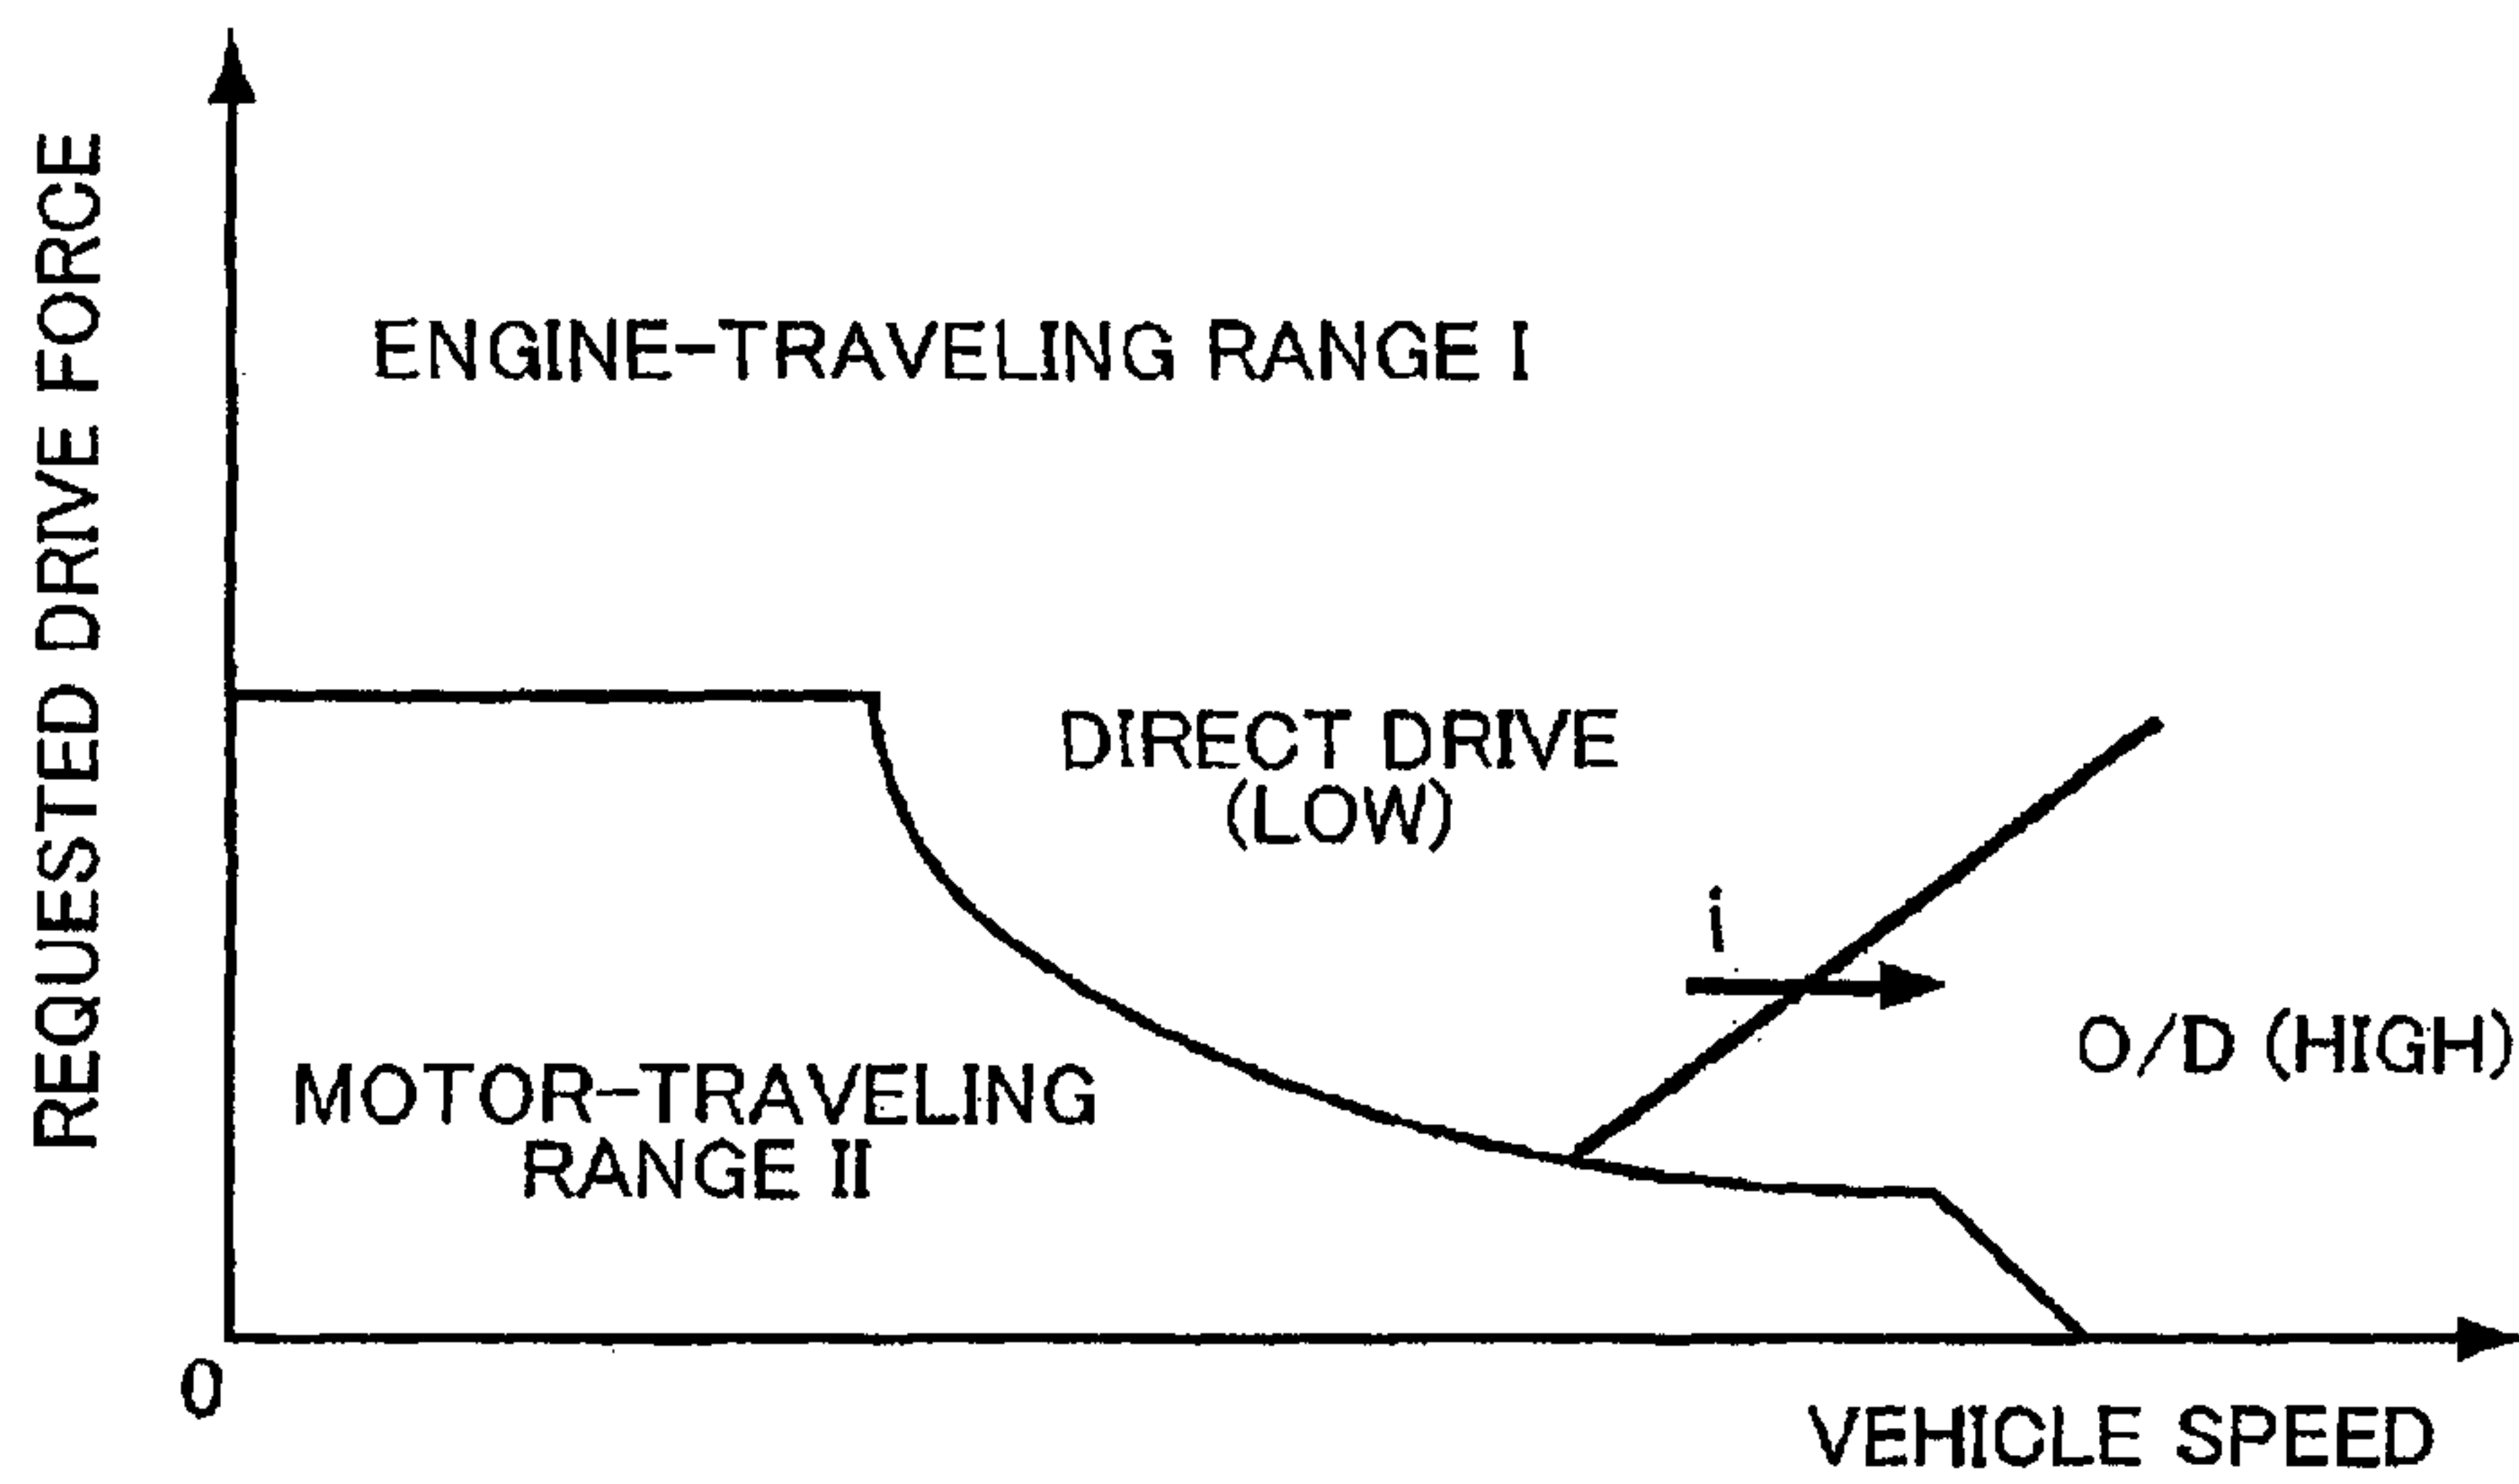 REQUESTED DRIVE FORCE
ENGINE-TRAVELING RANGE I
DIRECT DRIVE
(LOW)
i
O/D (HIGH)
MOTOR-TRAVELING
RANGE II
0
VEHICLE SPEED